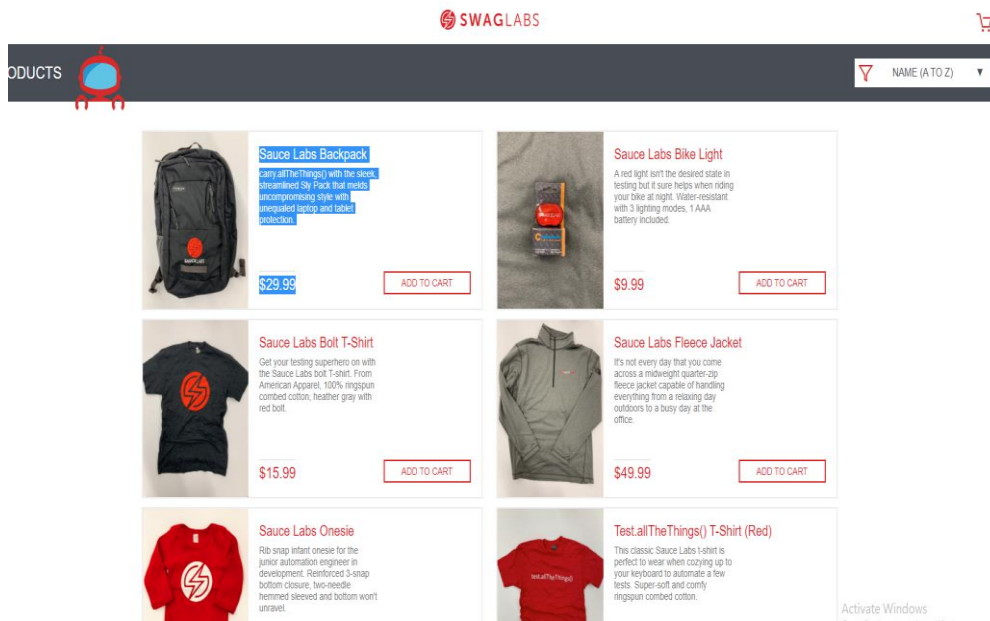 SWAGLABS
ODUCTS
NAME (A TO Z)
Sauce Labs Backpack
carry.allTheThings() with the sleek,
streamlined Sly Pack that melds
uncompromising style with
unequaled laptop and tablet
protection.
$29.99
ADD TO CART
Sauce Labs Bike Light
A red light isn't the desired state in
testing but it sure helps when riding
your bike at night. Water-resistant
with 3 lighting modes, 1 AAA
battery included.
$9.99
ADD TO CART
Sauce Labs Bolt T-Shirt
Get your testing superhero on with
the Sauce Labs bolt T-shirt. From
American Apparel, 100% ringspun
combed cotton, heather gray with
red bolt.
$15.99
ADD TO CART
Sauce Labs Fleece Jacket
It's not every day that you come
across a midweight quarter-zip
fleece jacket capable of handling
everything from a relaxing day
outdoors to a busy day at the
office.
$49.99
ADD TO CART
Sauce Labs Onesie
Rib snap infant onesie for the
junior automation engineer in
development. Reinforced 3-snap
bottom closure, two-needle
hemmed sleeved and bottom won't
unravel.
test.allTheThings()
Test.allTheThings() T-Shirt (Red)
This classic Sauce Labs t-shirt is
perfect to wear when cozying up to
your keyboard to automate a few
tests. Super-soft and comfy
ringspun combed cotton.
Activate Windows